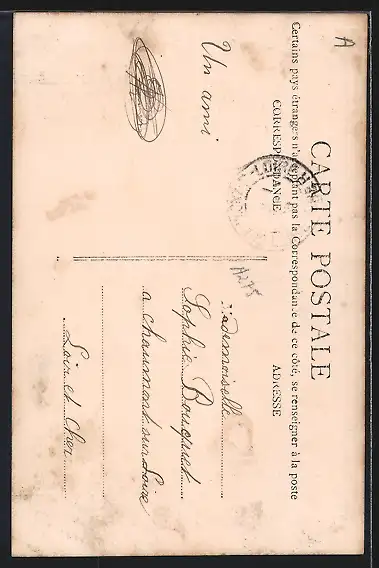 A
CARTE POSTALE
Certains pays étrangers n'acceptant pas la Correspondance de ce côté, se renseigner à la poste
CORRESPONDANCE
ADRESSE
Un ami
A275
Mademoiselle
Sophie Bouquet
a chaumont sur Loire
Loir et Cher